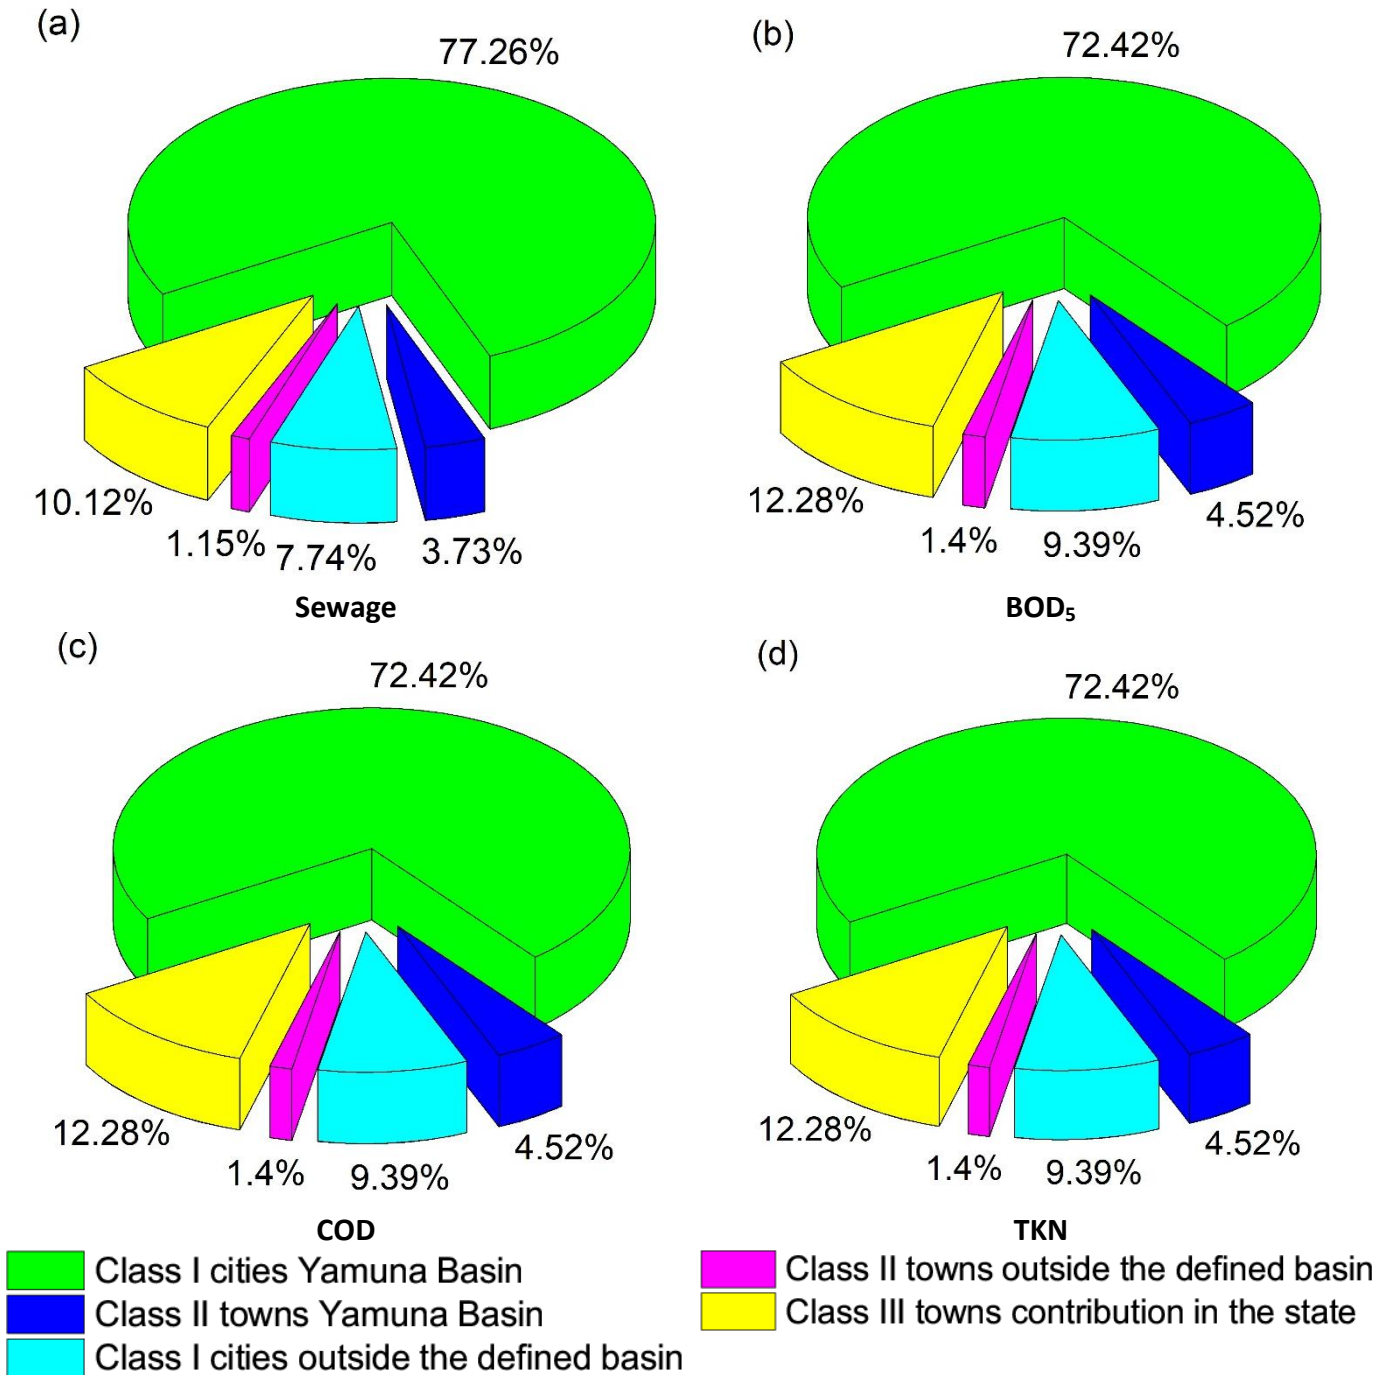 (a)
77.26%
10.12%
1.15%
7.74%
3.73%
Sewage
(b)
72.42%
12.28%
1.4%
9.39%
4.52%
BOD₅
(c)
72.42%
12.28%
1.4%
9.39%
4.52%
COD
(d)
72.42%
12.28%
1.4%
9.39%
4.52%
TKN
Class I cities Yamuna Basin
Class II towns Yamuna Basin
Class I cities outside the defined basin
Class II towns outside the defined basin
Class III towns contribution in the state